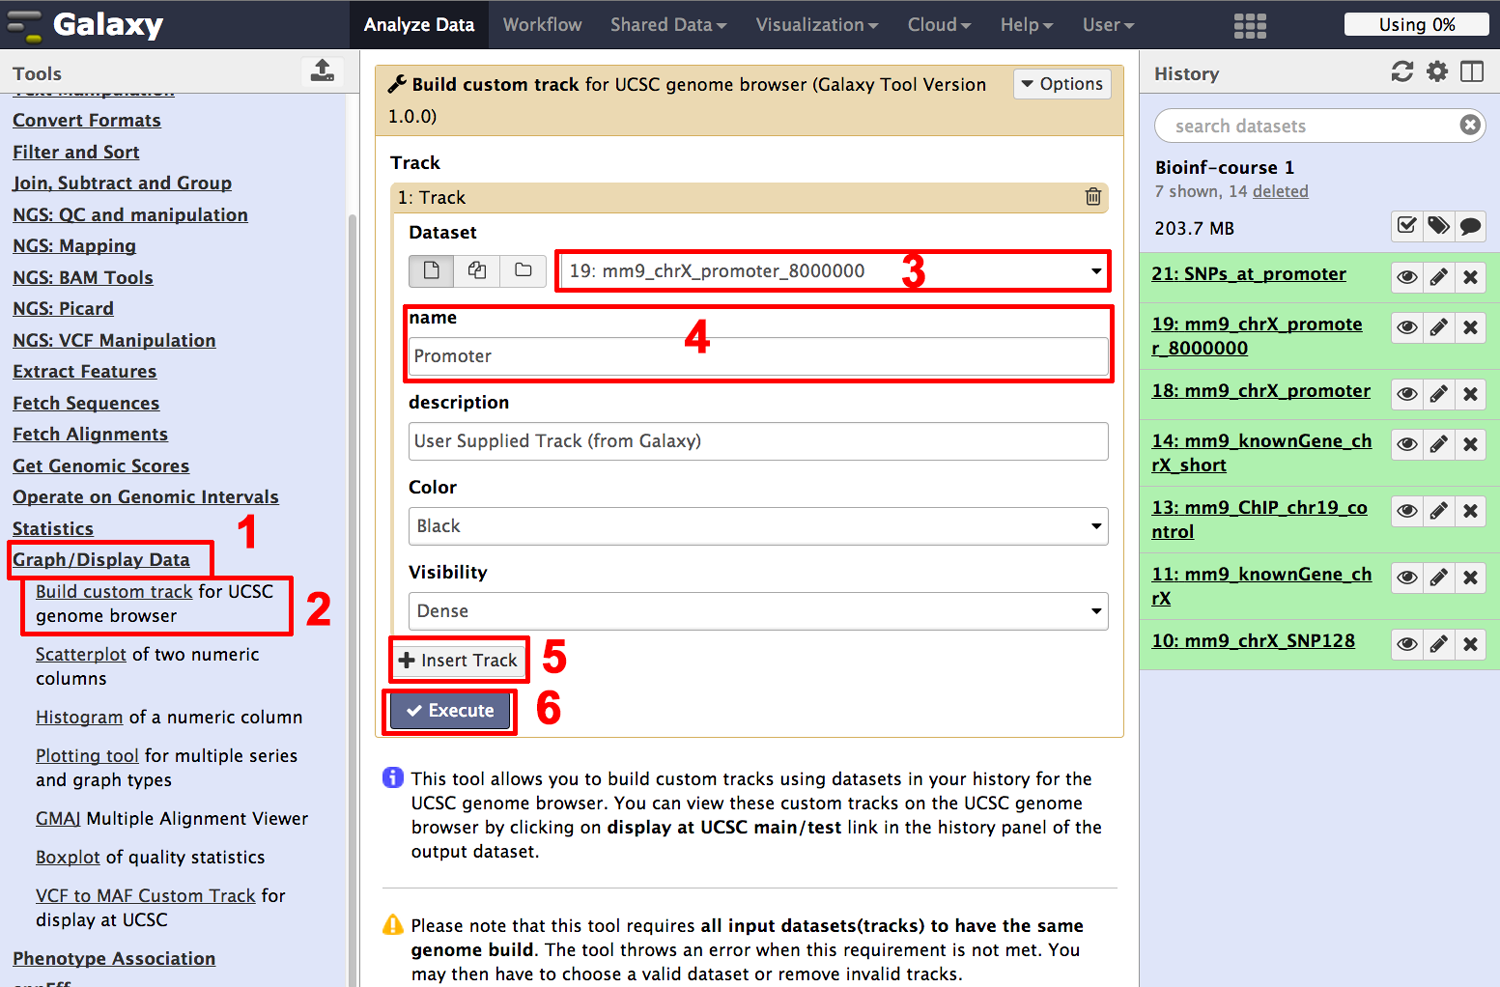 Galaxy
Analyze Data
Workflow
Shared Data
Visualization
Cloud
Help
User
Using 0%
Tools
Text Manipulation
Convert Formats
Filter and Sort
Join, Subtract and Group
NGS: QC and manipulation
NGS: Mapping
NGS: BAM Tools
NGS: Picard
NGS: VCF Manipulation
Extract Features
Fetch Sequences
Fetch Alignments
Get Genomic Scores
Operate on Genomic Intervals
Statistics
1
Graph/Display Data
Build custom track for UCSC
genome browser
2
Scatterplot of two numeric
columns
Histogram of a numeric column
Plotting tool for multiple series
and graph types
GMAJ Multiple Alignment Viewer
Boxplot of quality statistics
VCF to MAF Custom Track for
display at UCSC
Phenotype Association
Build custom track for UCSC genome browser (Galaxy Tool Version
1.0.0)
Options
Track
1: Track
Dataset
19: mm9_chrX_promoter_8000000
3
name
4
Promoter
description
User Supplied Track (from Galaxy)
Color
Black
Visibility
Dense
Insert Track
5
Execute
6
This tool allows you to build custom tracks using datasets in your history for the
UCSC genome browser. You can view these custom tracks on the UCSC genome
browser by clicking on display at UCSC main/test link in the history panel of the
output dataset.
Please note that this tool requires all input datasets(tracks) to have the same
genome build. The tool throws an error when this requirement is not met. You
may then have to choose a valid dataset or remove invalid tracks.
History
search datasets
Bioinf-course 1
7 shown, 14 deleted
203.7 MB
21: SNPs_at_promoter
19: mm9_chrX_promote
r_8000000
18: mm9_chrX_promoter
14: mm9_knownGene_ch
rX_short
13: mm9_ChIP_chr19_co
ntrol
11: mm9_knownGene_ch
rX
10: mm9_chrX_SNP128